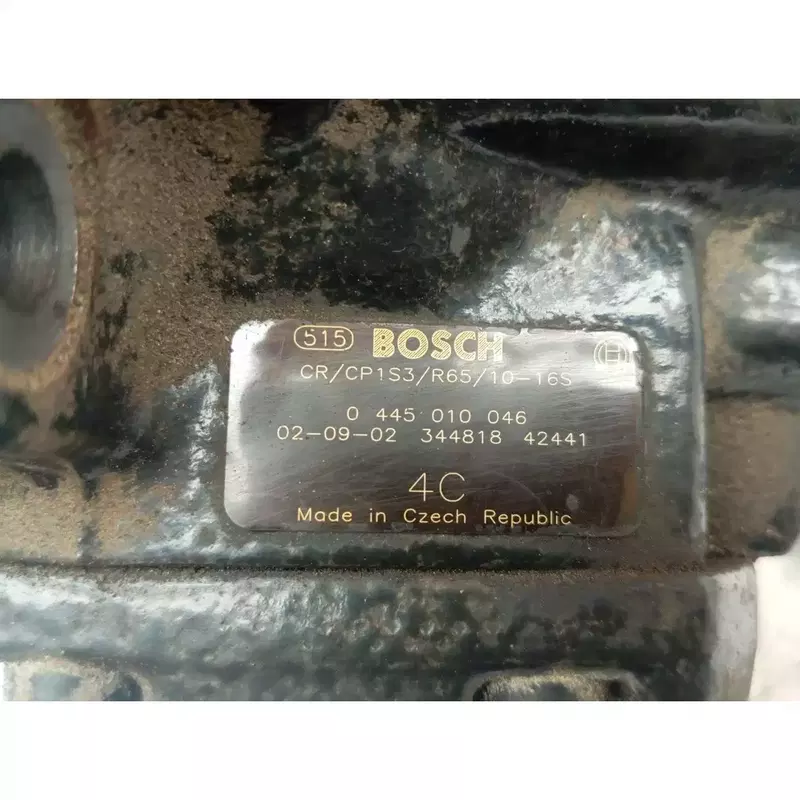 515 BOSCH
CR/CP1S3/R65/10-16S
0 445 010 046
02-09-02 344818 42441
4C
Made in Czech Republic